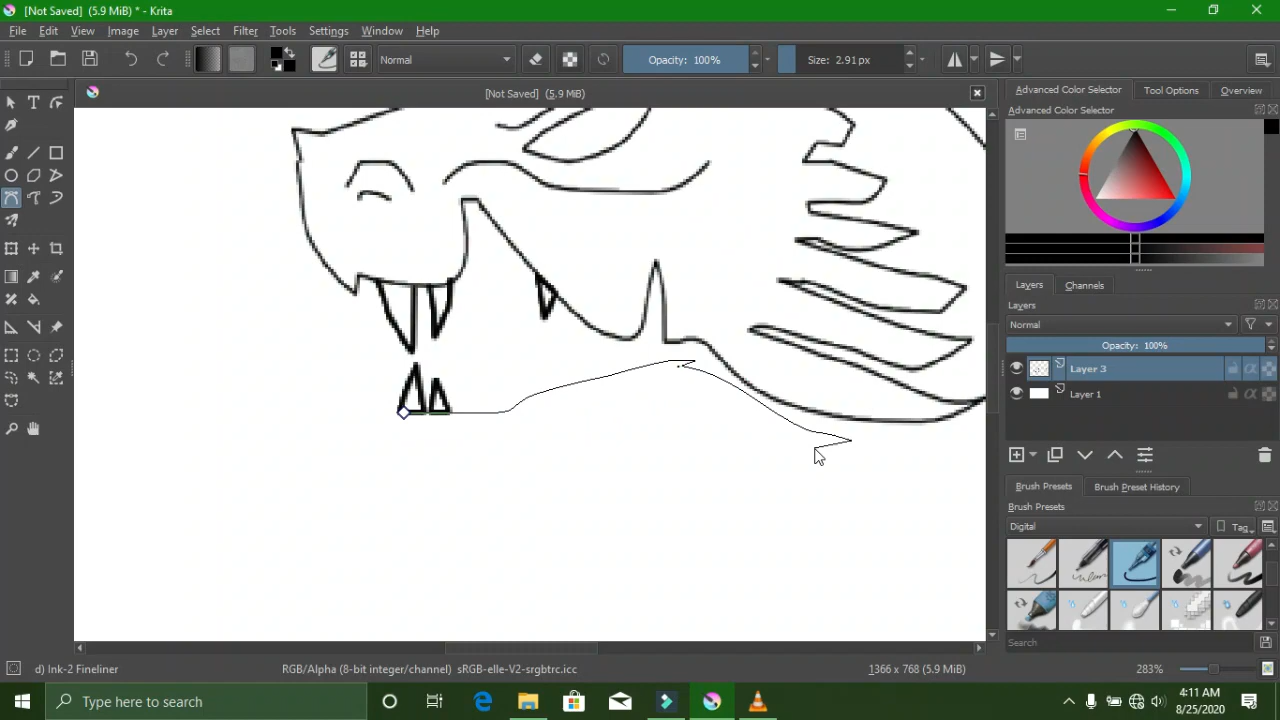 [Not Saved] (5.9 MiB) * - Krita
File Edit View Image Layer Select Filter Tools Settings Window Help
Normal
Opacity: 100%
Size: 2.91 px
[Not Saved] (5.9 MiB)
Advanced Color Selector
Tool Options
Overview
Advanced Color Selector
Layers
Channels
Layers
Normal
Opacity: 100%
Layer 3
Layer 1
Brush Presets
Brush Preset History
Brush Presets
Digital
Tag
Search
d) Ink-2 Fineliner
RGB/Alpha (8-bit integer/channel) sRGB-elle-V2-srgbtrc.icc
1366 x 768 (5.9 MiB)
283%
Type here to search
4:11 AM
8/25/2020